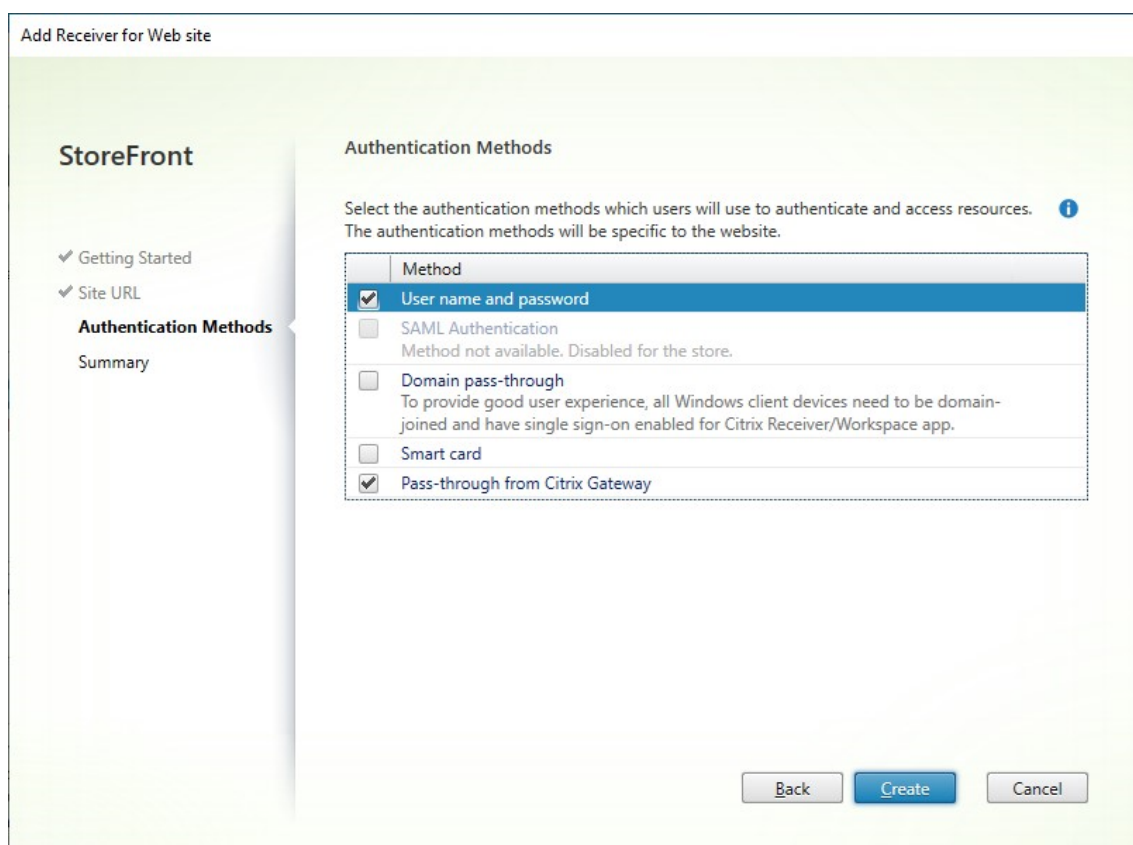 Add Receiver for Web site
StoreFront
Getting Started
Site URL
Authentication Methods
Summary
Authentication Methods
Select the authentication methods which users will use to authenticate and access resources.
The authentication methods will be specific to the website.
Method
User name and password
SAML Authentication
Method not available. Disabled for the store.
Domain pass-through
To provide good user experience, all Windows client devices need to be domain-
joined and have single sign-on enabled for Citrix Receiver/Workspace app.
Smart card
Pass-through from Citrix Gateway
Back
Create
Cancel